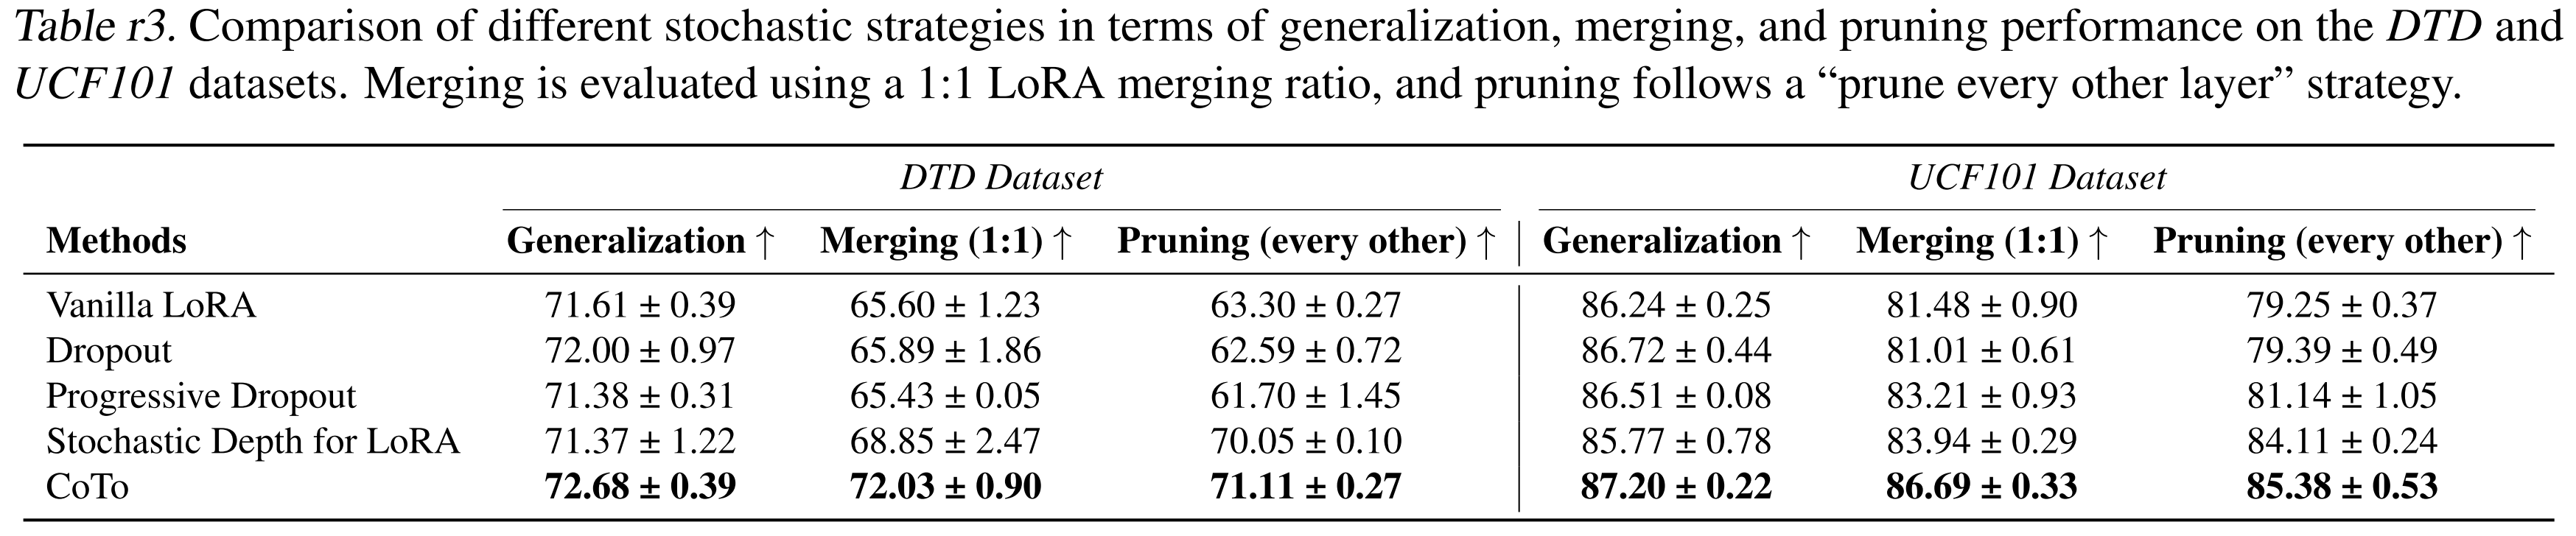 Table r3. Comparison of different stochastic strategies in terms of generalization, merging, and pruning performance on the DTD and
UCF101 datasets. Merging is evaluated using a 1:1 LoRA merging ratio, and pruning follows a “prune every other layer” strategy.
DTD Dataset UCF101 Dataset
Methods Generalization ↑ Merging (1:1) ↑ Pruning (every other) ↑ Generalization ↑ Merging (1:1) ↑ Pruning (every other) ↑
Vanilla LoRA 71.61 ± 0.39 65.60 ± 1.23 63.30 ± 0.27 86.24 ± 0.25 81.48 ± 0.90 79.25 ± 0.37
Dropout 72.00 ± 0.97 65.89 ± 1.86 62.59 ± 0.72 86.72 ± 0.44 81.01 ± 0.61 79.39 ± 0.49
Progressive Dropout 71.38 ± 0.31 65.43 ± 0.05 61.70 ± 1.45 86.51 ± 0.08 83.21 ± 0.93 81.14 ± 1.05
Stochastic Depth for LoRA 71.37 ± 1.22 68.85 ± 2.47 70.05 ± 0.10 85.77 ± 0.78 83.94 ± 0.29 84.11 ± 0.24
CoTo 72.68 ± 0.39 72.03 ± 0.90 71.11 ± 0.27 87.20 ± 0.22 86.69 ± 0.33 85.38 ± 0.53